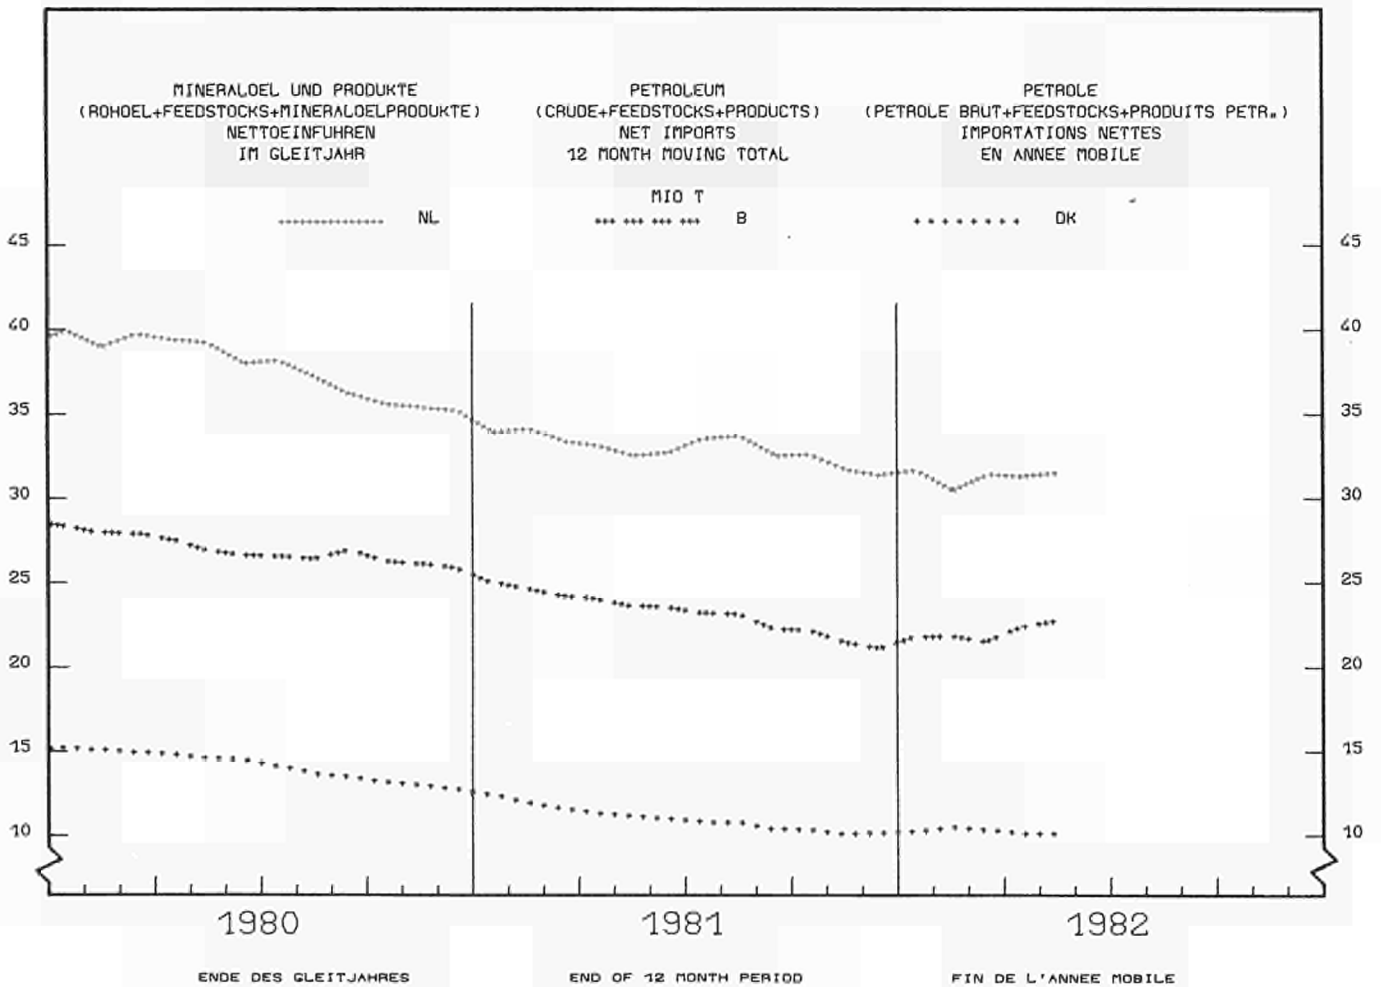 MINERALOEL UND PRODUKTE
(ROHOEL+FEEDSTOCKS+MINERALOELPRODUKTE)
NETTOEINFUHREN
IM GLEITJAHR
PETROLEUM
(CRUDE+FEEDSTOCKS+PRODUCTS)
NET IMPORTS
12 MONTH MOVING TOTAL
PETROLE
(PETROLE BRUT+FEEDSTOCKS+PRODUITS PETR.)
IMPORTATIONS NETTES
EN ANNEE MOBILE
MIO T
NL B DK
45 45
40 40
35 35
30 30
25 25
20 20
15 15
10 10
1980 1981 1982
ENDE DES GLEITJAHRES END OF 12 MONTH PERIOD FIN DE L'ANNEE MOBILE